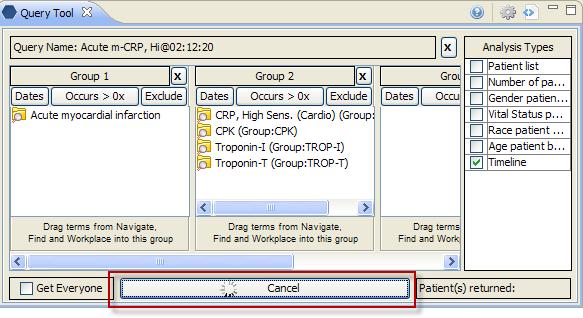 Query Tool
Query Name: Acute m-CRP, Hi@02:12:20
X
Analysis Types
Group 1
X
Group 2
X
Grou
Dates
Occurs > 0x
Exclude
Dates
Occurs > 0x
Exclude
Dates
Occu
Acute myocardial infarction
CRP, High Sens. (Cardio) (Group:
CPK (Group:CPK)
Troponin-I (Group:TROP-I)
Troponin-T (Group:TROP-T)
Patient list
Number of pa...
Gender patien...
Vital Status p...
Race patient ...
Age patient b...
Timeline
Drag terms from Navigate,
Find and Workplace into this group
Drag terms from Navigate,
Find and Workplace into this group
Drag terms
Find and Workp
Get Everyone
Cancel
Patient(s) returned: